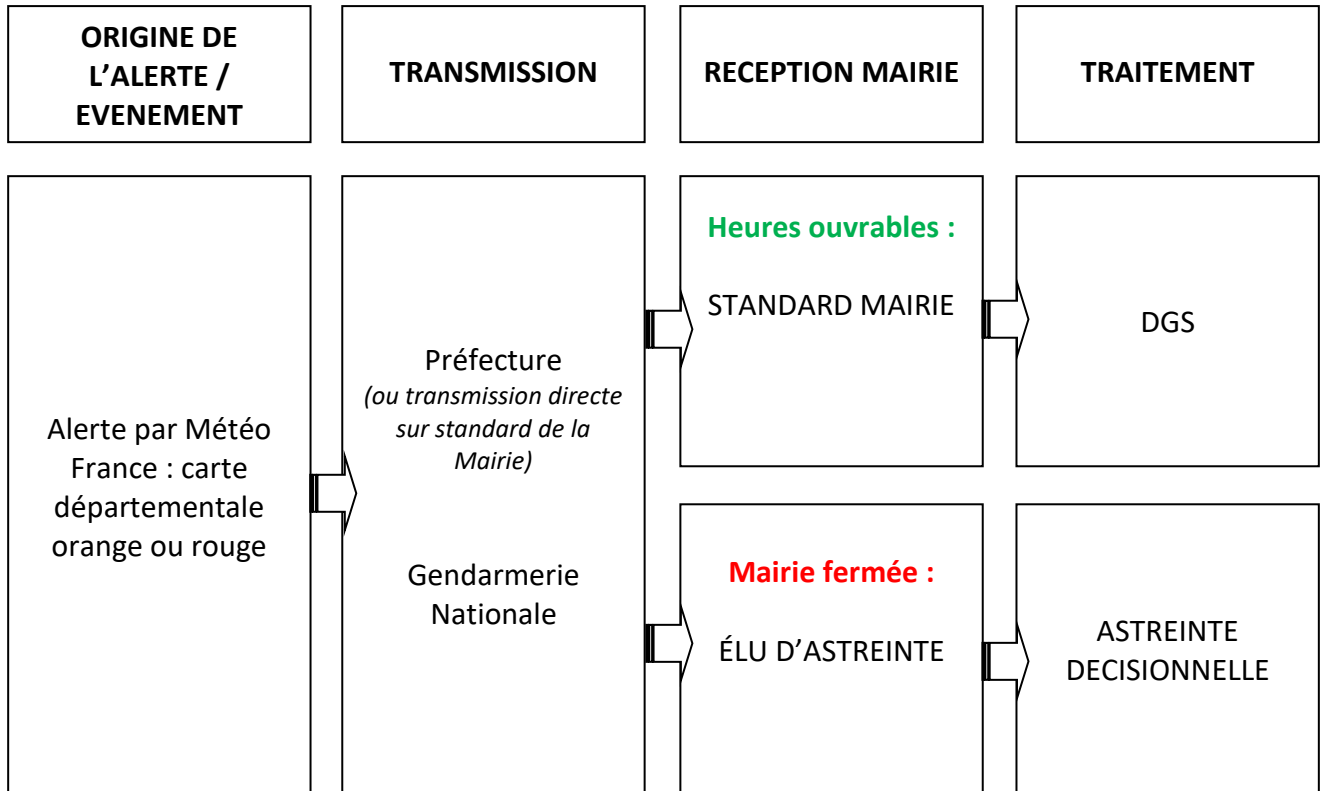 ORIGINE DE
L’ALERTE /
EVENEMENT
TRANSMISSION
RECEPTION MAIRIE
TRAITEMENT
Alerte par Météo
France : carte
départementale
orange ou rouge
Préfecture
(ou transmission directe
sur standard de la
Mairie)
Gendarmerie
Nationale
Heures ouvrables :
STANDARD MAIRIE
DGS
Mairie fermée :
ÉLU D’ASTREINTE
ASTREINTE
DECISIONNELLE